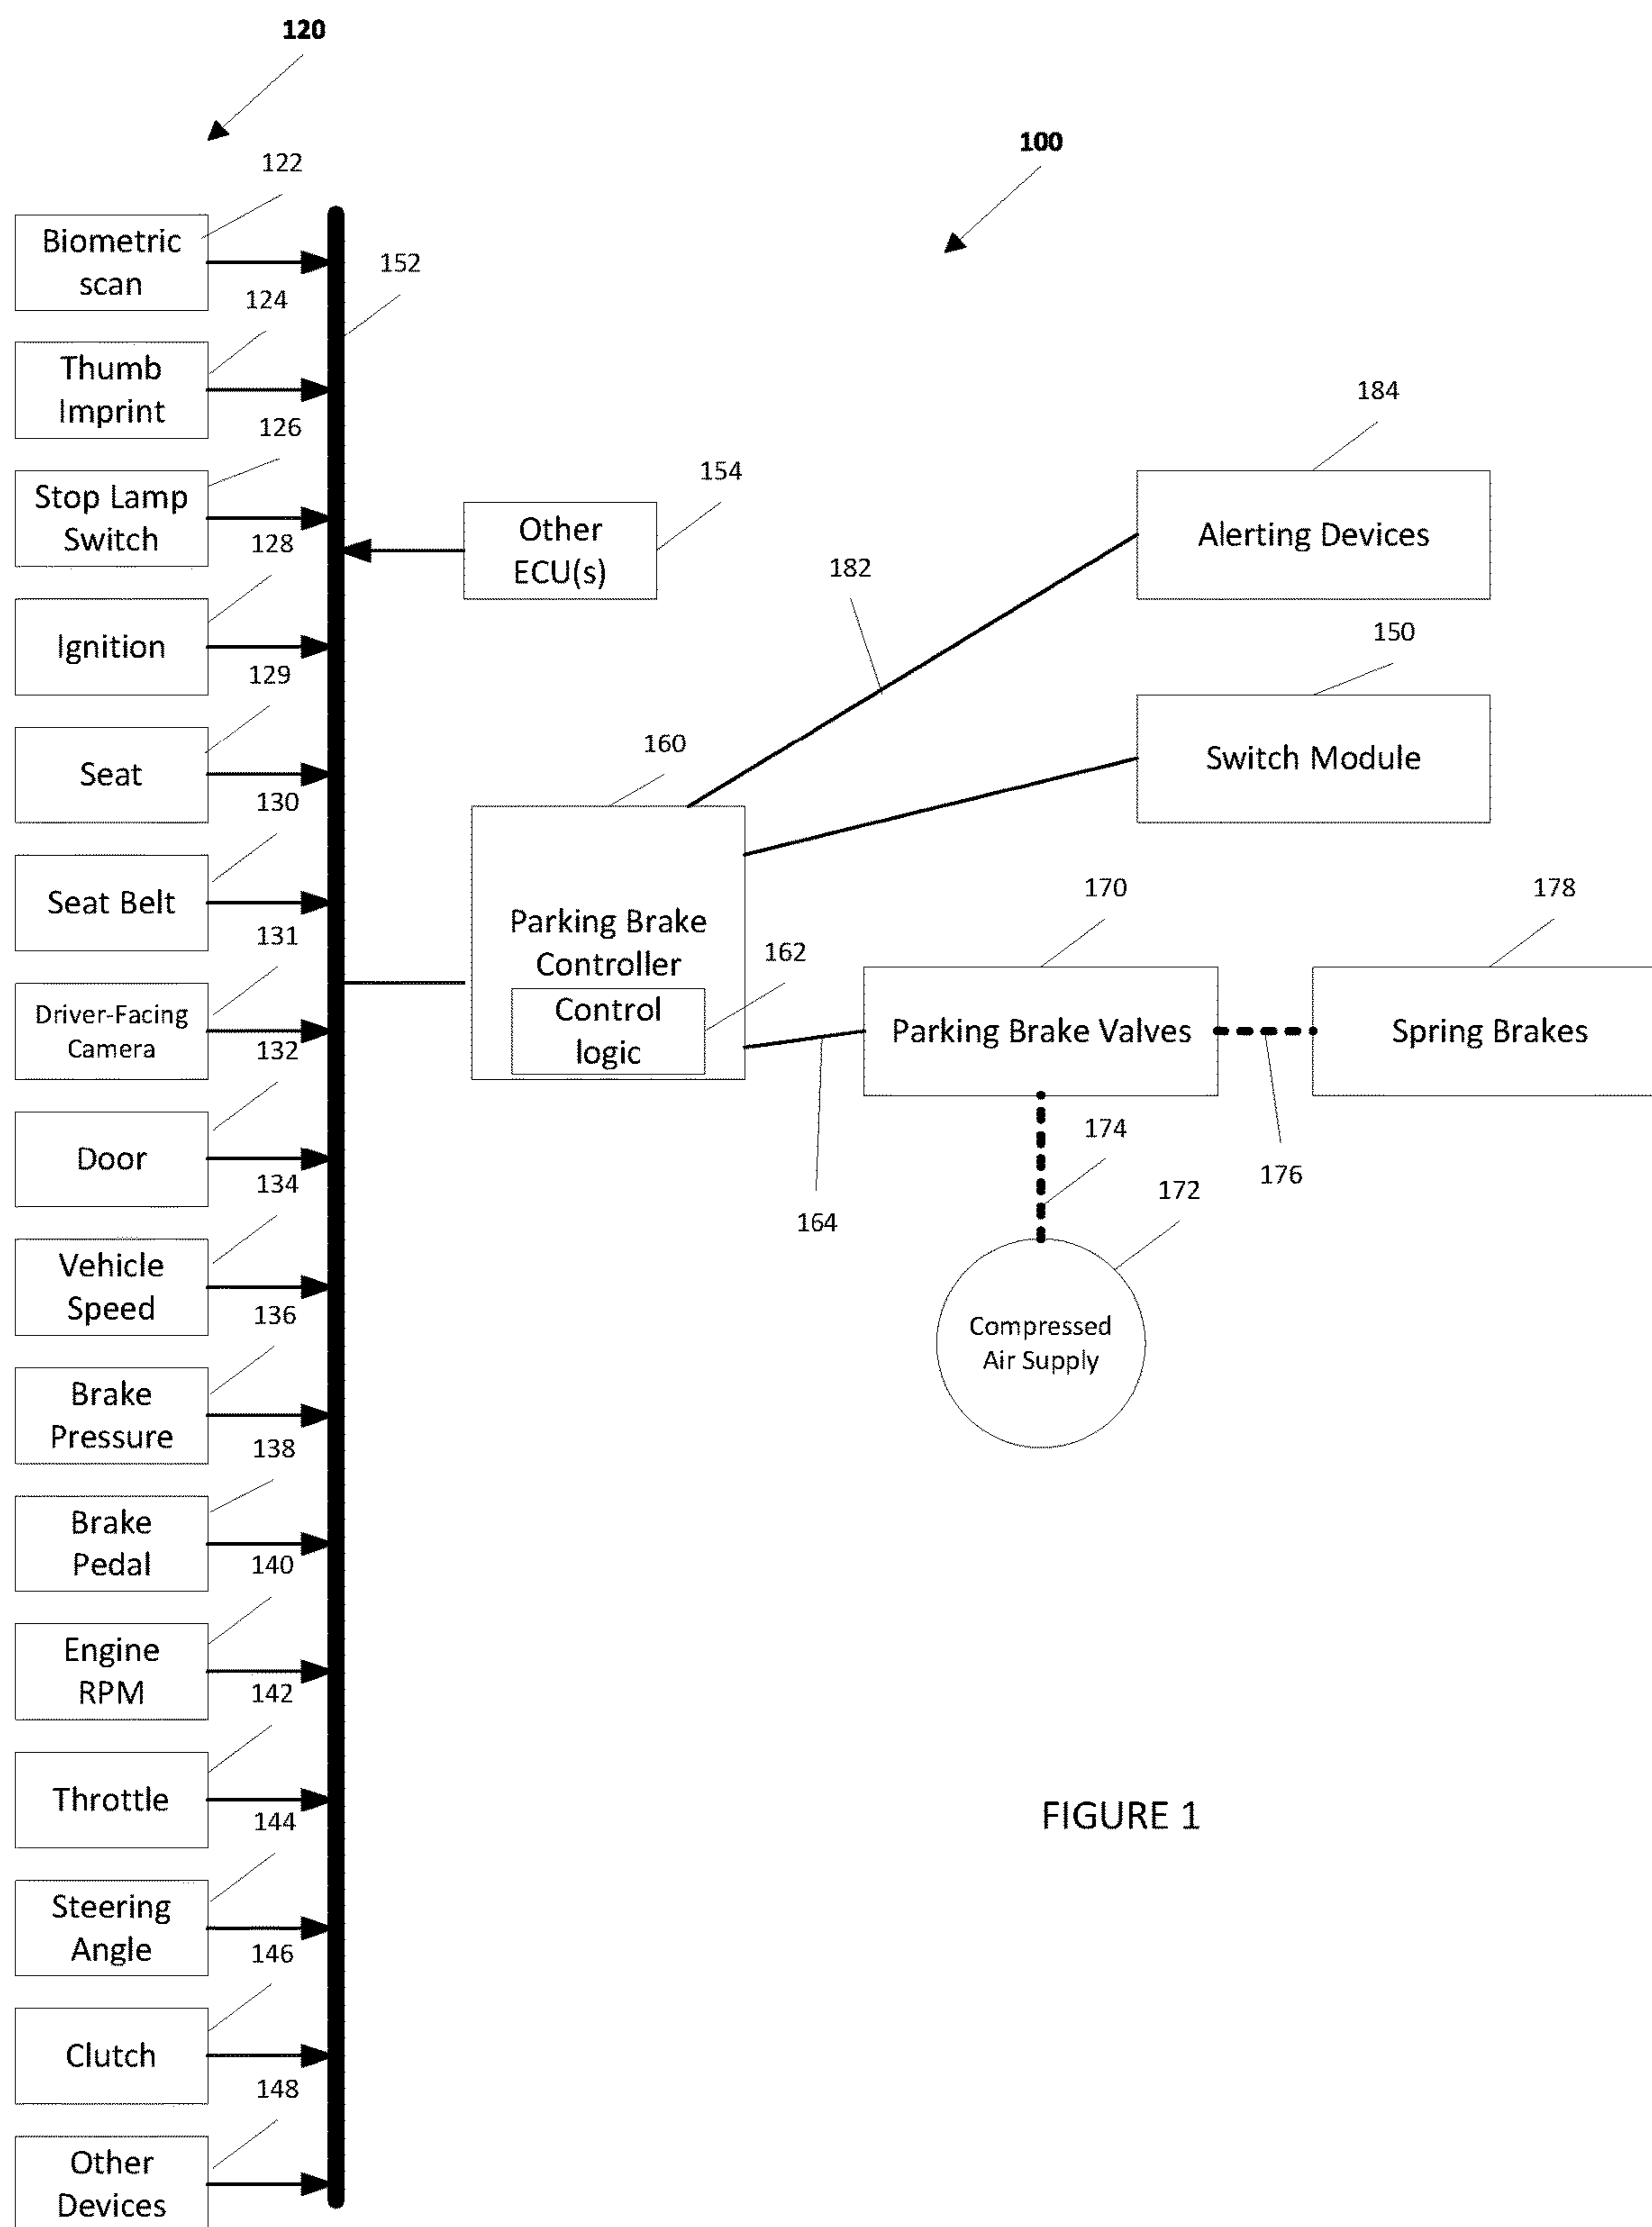 120
100
122
Biometric
scan
152
124
Thumb
Imprint
126
Stop Lamp
Switch
128
Ignition
129
Seat
130
Seat Belt
131
Driver-Facing
Camera
132
Door
134
Vehicle
Speed
136
Brake
Pressure
138
Brake
Pedal
140
Engine
RPM
142
Throttle
144
Steering
Angle
146
Clutch
148
Other
Devices
154
Other
ECU(s)
184
Alerting Devices
182
150
Switch Module
160
Parking Brake
Controller
162
Control
logic
164
170
Parking Brake Valves
178
Spring Brakes
176
174
172
Compressed
Air Supply
FIGURE 1